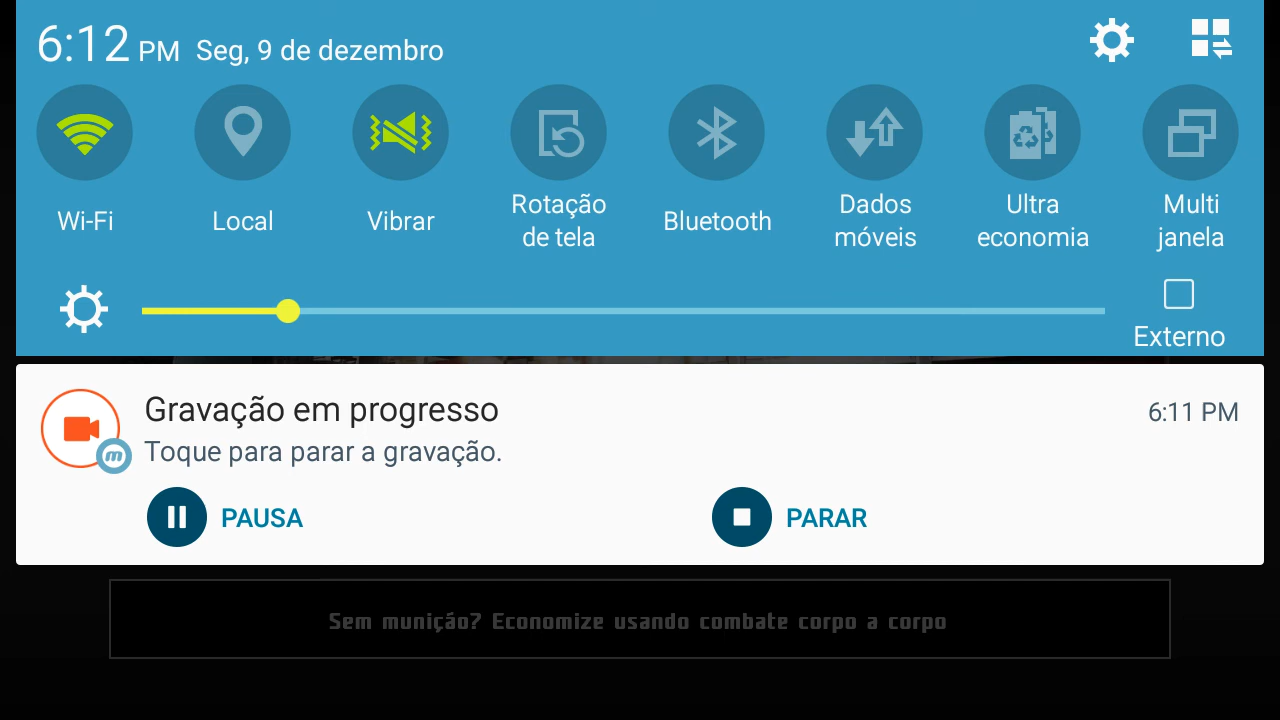 6:12 PM Seg, 9 de dezembro
Wi-Fi
Local
Vibrar
Rotação
de tela
Bluetooth
Dados
móveis
Ultra
economia
Multi
janela
Externo
Gravação em progresso
6:11 PM
Toque para parar a gravação.
m
PAUSA
PARAR
Sem munição? Economize usando combate corpo a corpo